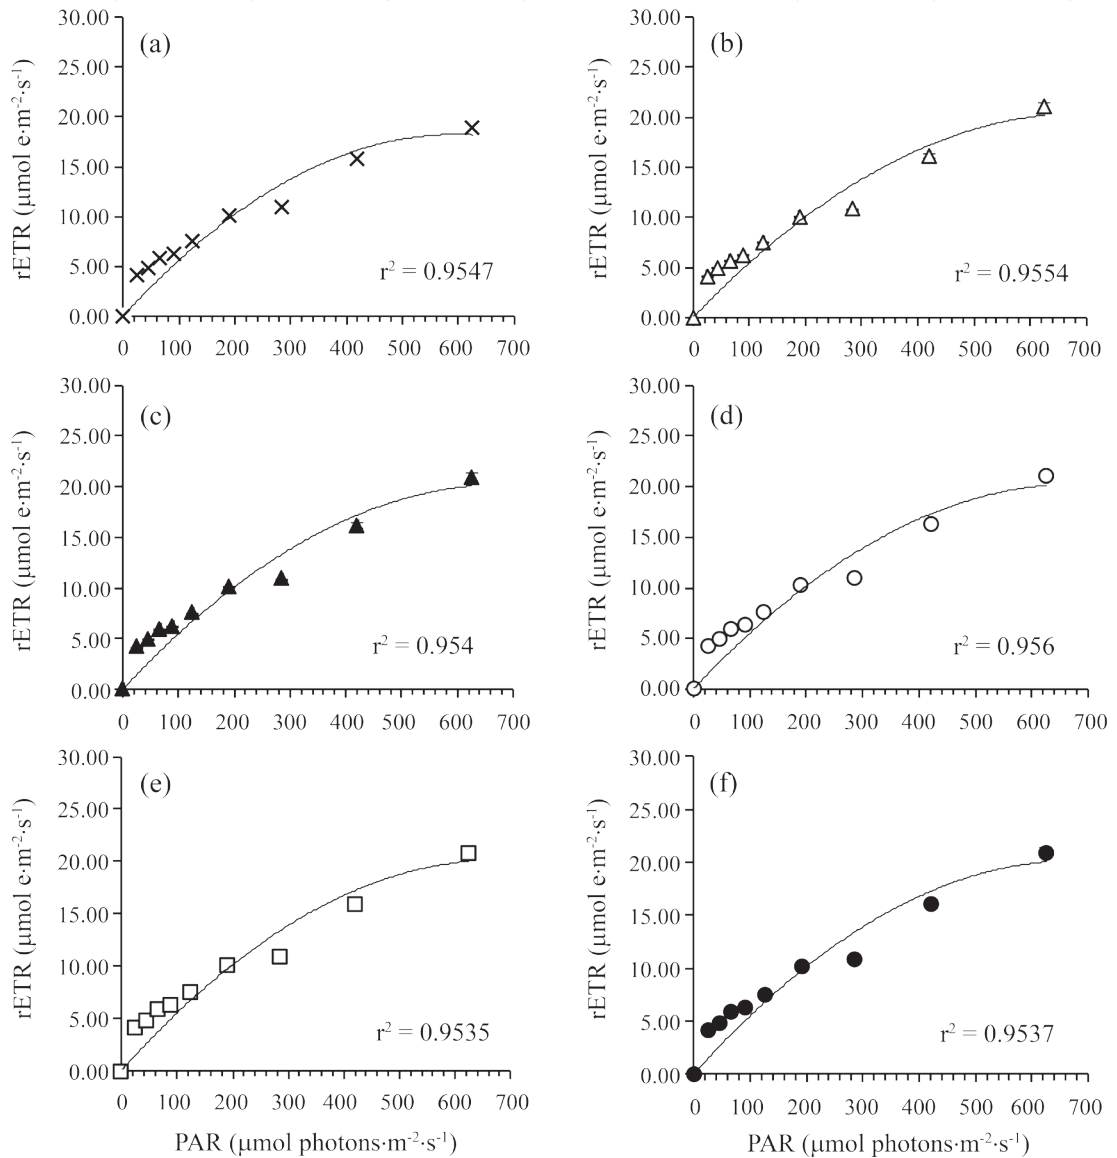 30.00
25.00
20.00
15.00
10.00
5.00
0.00
rETR (μmol e·m⁻²·s⁻¹)
(a)
r² = 0.9547
0 100 200 300 400 500 600 700
30.00
25.00
20.00
15.00
10.00
5.00
0.00
rETR (μmol e·m⁻²·s⁻¹)
(b)
r² = 0.9554
0 100 200 300 400 500 600 700
30.00
25.00
20.00
15.00
10.00
5.00
0.00
rETR (μmol e·m⁻²·s⁻¹)
(c)
r² = 0.954
0 100 200 300 400 500 600 700
30.00
25.00
20.00
15.00
10.00
5.00
0.00
rETR (μmol e·m⁻²·s⁻¹)
(d)
r² = 0.956
0 100 200 300 400 500 600 700
30.00
25.00
20.00
15.00
10.00
5.00
0.00
rETR (μmol e·m⁻²·s⁻¹)
(e)
r² = 0.9535
0 100 200 300 400 500 600 700
PAR (μmol photons·m⁻²·s⁻¹)
30.00
25.00
20.00
15.00
10.00
5.00
0.00
rETR (μmol e·m⁻²·s⁻¹)
(f)
r² = 0.9537
0 100 200 300 400 500 600 700
PAR (μmol photons·m⁻²·s⁻¹)